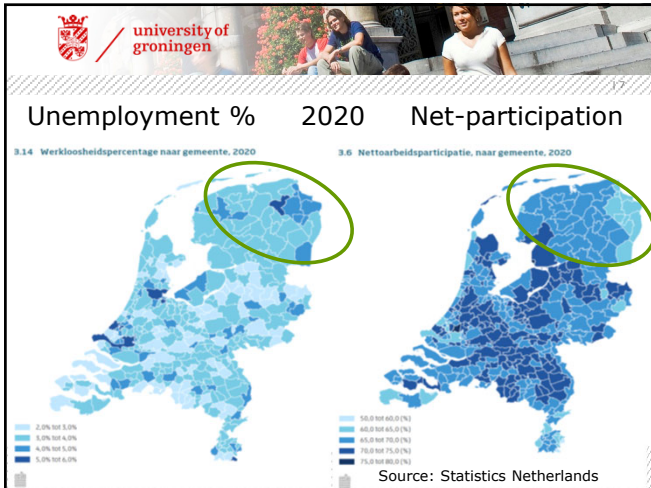 university of
groningen
17
Unemployment % 2020 Net-participation
3.14 Werkloosheidspercentage naar gemeente, 2020
3.6 Nettoarbeidsparticipatie, naar gemeente, 2020
2,0% tot 3,0%
3,0% tot 4,0%
4,0% tot 5,0%
5,0% tot 6,0%
50,0 tot 60,0 (%)
60,0 tot 65,0 (%)
65,0 tot 70,0 (%)
70,0 tot 75,0 (%)
75,0 tot 80,0 (%)
Source: Statistics Netherlands